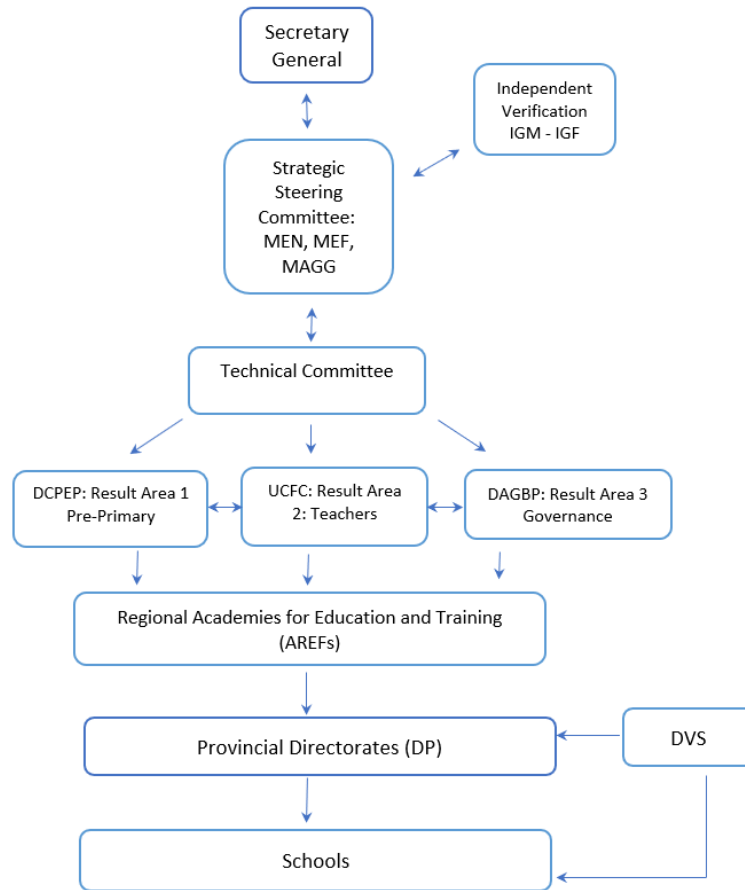 Secretary
General
Independent
Verification
IGM - IGF
Strategic
Steering
Committee:
MEN, MEF,
MAGG
Technical Committee
DCPEP: Result Area 1
Pre-Primary
UCFC: Result Area
2: Teachers
DAGBP: Result Area 3
Governance
Regional Academies for Education and Training
(AREFs)
Provincial Directorates (DP)
DVS
Schools